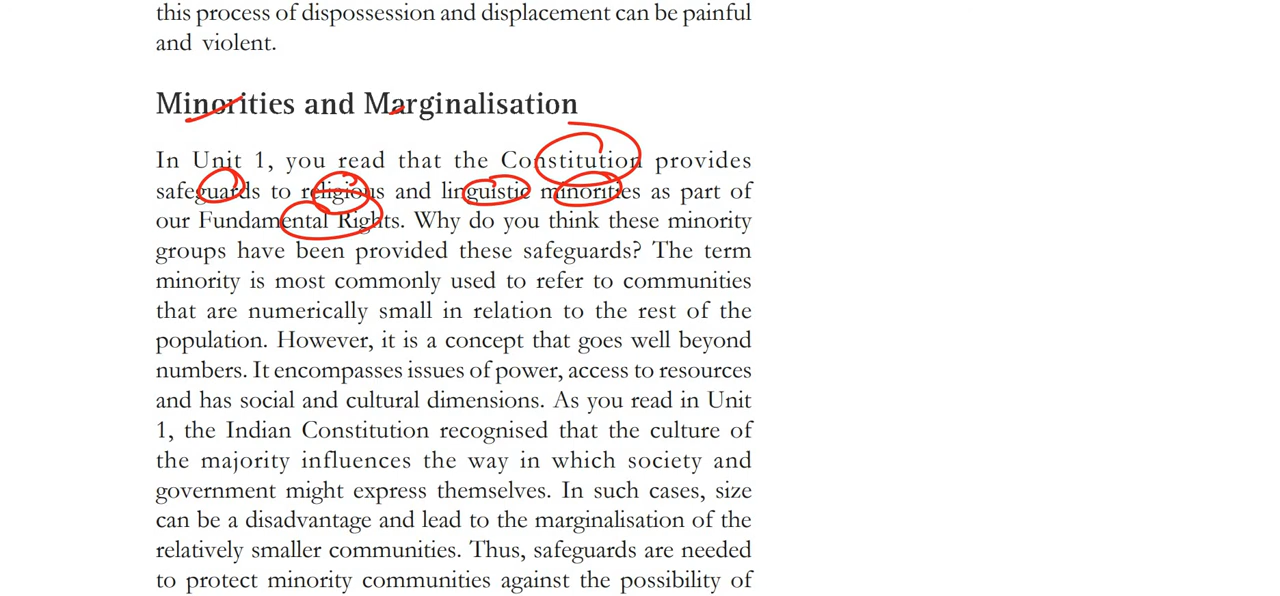 this process of dispossession and displacement can be painful
and violent.
Minorities and Marginalisation
In Unit 1, you read that the Constitution provides
safeguards to religious and linguistic minorities as part of
our Fundamental Rights. Why do you think these minority
groups have been provided these safeguards? The term
minority is most commonly used to refer to communities
that are numerically small in relation to the rest of the
population. However, it is a concept that goes well beyond
numbers. It encompasses issues of power, access to resources
and has social and cultural dimensions. As you read in Unit
1, the Indian Constitution recognised that the culture of
the majority influences the way in which society and
government might express themselves. In such cases, size
can be a disadvantage and lead to the marginalisation of the
relatively smaller communities. Thus, safeguards are needed
to protect minority communities against the possibility of